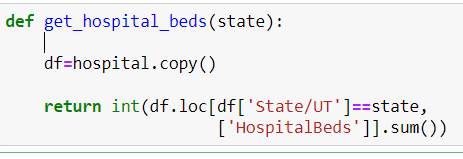 def get_hospital_beds(state):
df=hospital.copy()
return int(df.loc[df['State/UT']==state,
['HospitalBeds']].sum())